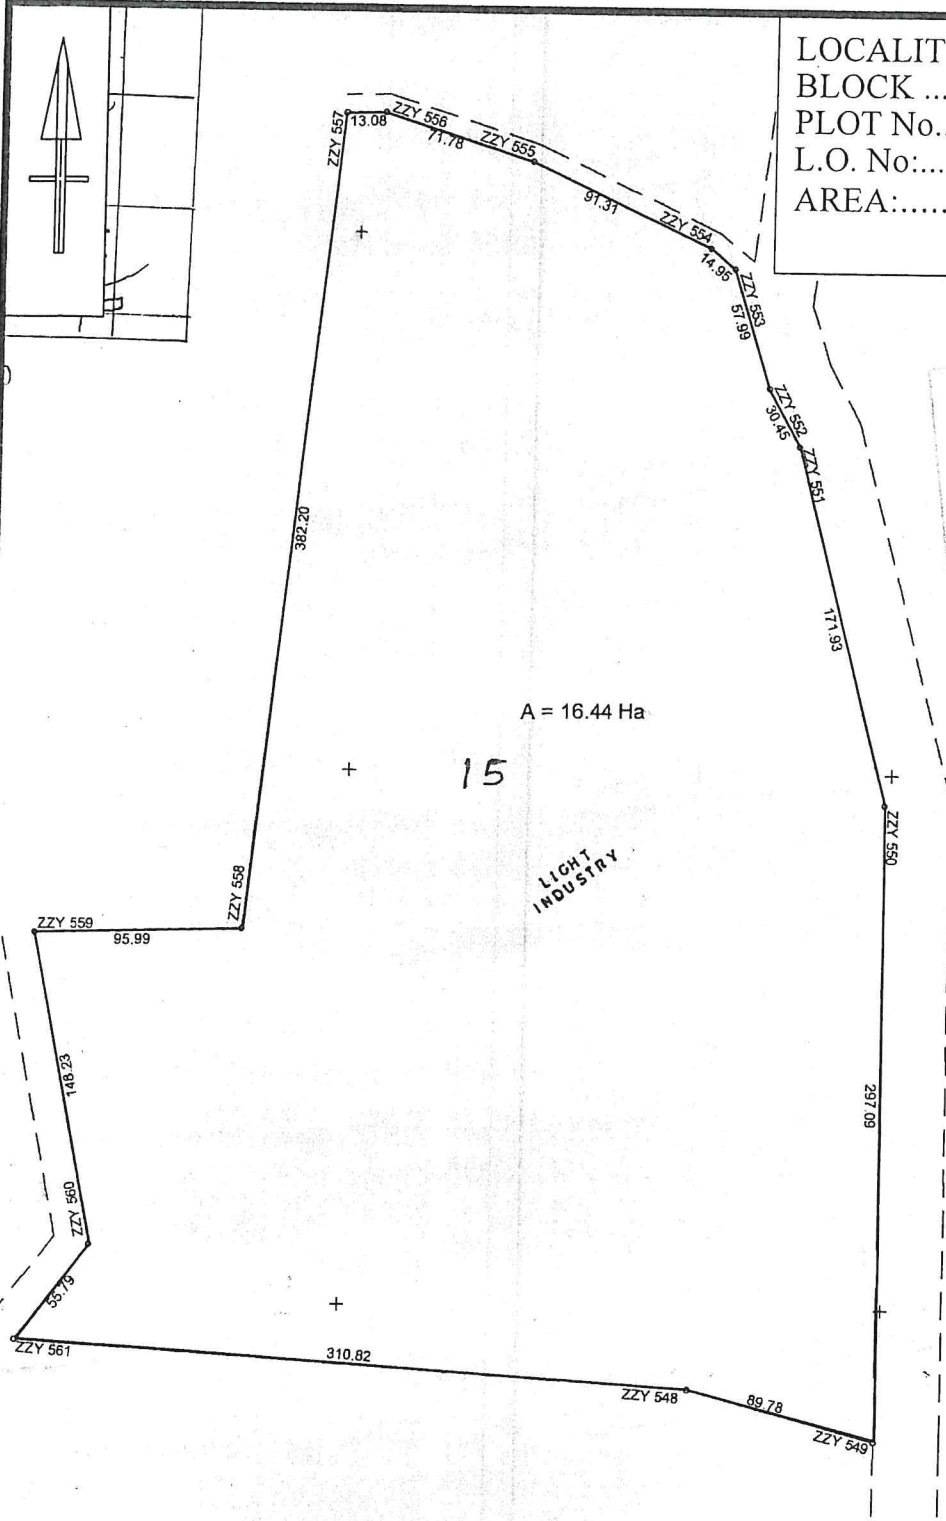 LOCALIT
BLOCK ...
PLOT No.:
L.O. No:....
AREA:.....
ZZY 557
13.08
ZZY 556
71.78
ZZY 555
91.31
ZZY 554
14.95
ZZY 553
57.99
ZZY 552
30.45
ZZY 551
382.20
171.93
A = 16.44 Ha
15
ZZY 550
LIGHT
INDUSTRY
ZZY 558
ZZY 559
95.99
148.23
297.09
ZZY 560
55.79
ZZY 561
310.82
ZZY 548
89.78
ZZY 549